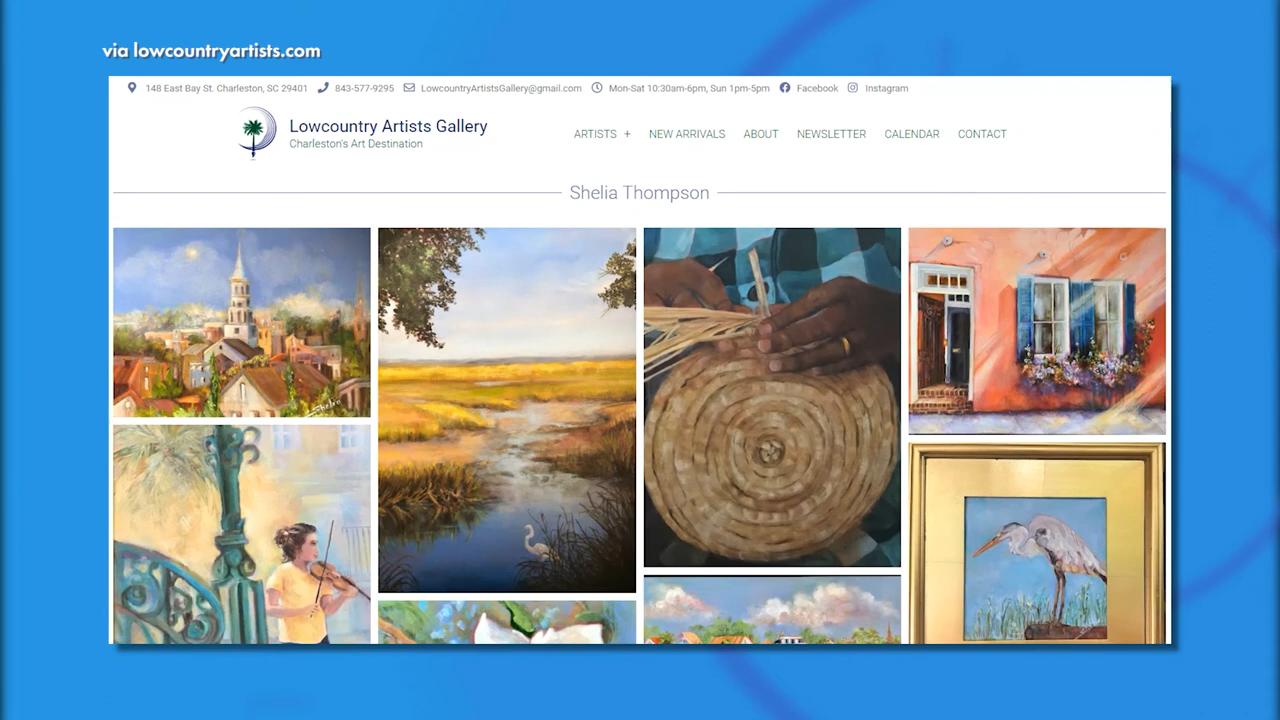 via lowcountryartists.com
148 East Bay St. Charleston, SC 29401 843-577-9295 LowcountryArtistsGallery@gmail.com Mon-Sat 10:30am-6pm, Sun 1pm-5pm Facebook Instagram
Lowcountry Artists Gallery
Charleston's Art Destination
ARTISTS + NEW ARRIVALS ABOUT NEWSLETTER CALENDAR CONTACT
Shelia Thompson
Shelia